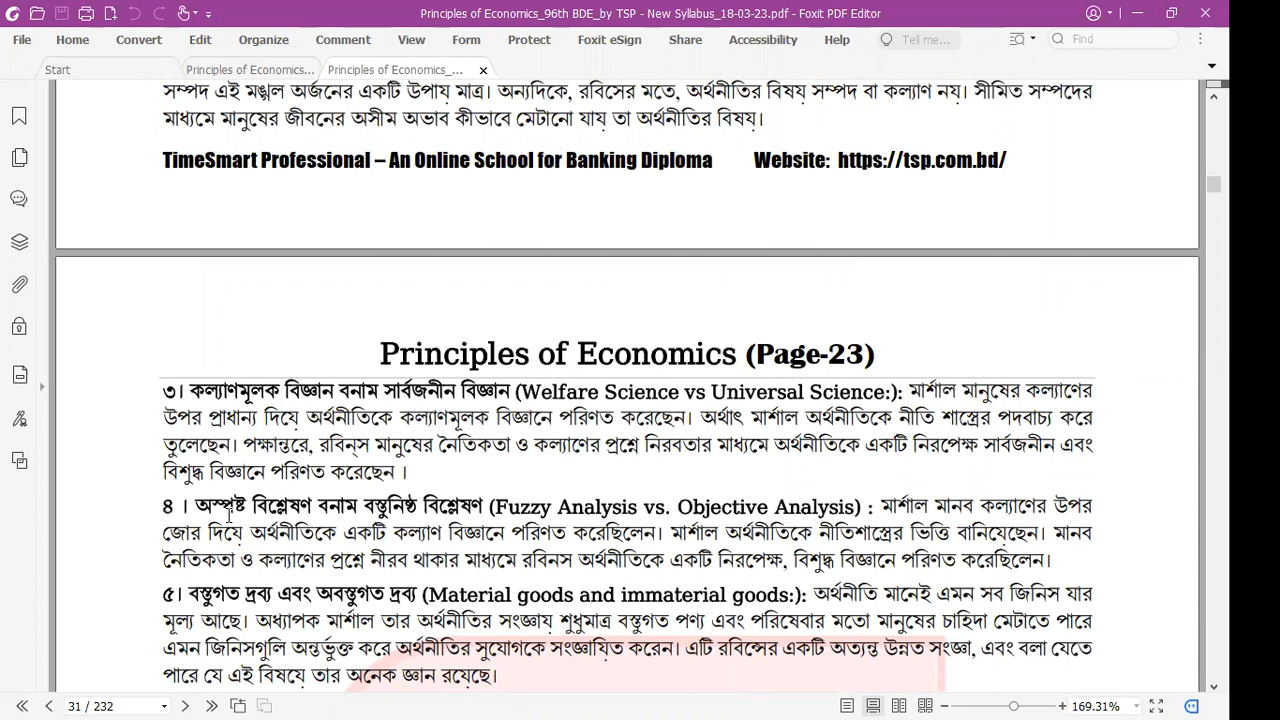 Principles of Economics_96th BDE_by TSP - New Syllabus_18-03-23.pdf - Foxit PDF Editor
File Home Convert Edit Organize Comment View Form Protect Foxit eSign Share Accessibility Help Tell me... Find
Start Principles of Economics... Principles of Economics_...
সম্পদ এই মঙ্গল অর্জনের একটি উপায় মাত্র। অন্যদিকে, রবিন্সের মতে, অর্থনীতির বিষয় সম্পদ বা কল্যাণ নয়। সীমিত সম্পদের
মাধ্যমে মানুষের জীবনের অসীম অভাব কীভাবে মেটানো যায় তা অর্থনীতির বিষয়।
TimeSmart Professional – An Online School for Banking Diploma Website: https://tsp.com.bd/
Principles of Economics (Page-23)
৩। কল্যাণমূলক বিজ্ঞান বনাম সার্বজনীন বিজ্ঞান (Welfare Science vs Universal Science:): মার্শাল মানুষের কল্যাণের
উপর প্রাধান্য দিয়ে অর্থনীতিকে কল্যাণমূলক বিজ্ঞানে পরিণত করেছেন। অর্থাৎ মার্শাল অর্থনীতিকে নীতি শাস্ত্রের পদবাচ্য করে
তুলেছেন। পক্ষান্তরে, রবিন্স মানুষের নৈতিকতা ও কল্যাণের প্রশ্নে নিরবতার মাধ্যমে অর্থনীতিকে একটি নিরপেক্ষ সার্বজনীন এবং
বিশুদ্ধ বিজ্ঞানে পরিণত করেছেন ।
৪ । অস্পষ্ট বিশ্লেষণ বনাম বস্তুনিষ্ঠ বিশ্লেষণ (Fuzzy Analysis vs. Objective Analysis) : মার্শাল মানব কল্যাণের উপর
জোর দিয়ে অর্থনীতিকে একটি কল্যাণ বিজ্ঞানে পরিণত করেছিলেন। মার্শাল অর্থনীতিকে নীতিশাস্ত্রের ভিত্তি বানিয়েছেন। মানব
নৈতিকতা ও কল্যাণের প্রশ্নে নীরব থাকার মাধ্যমে রবিনস অর্থনীতিকে একটি নিরপেক্ষ, বিশুদ্ধ বিজ্ঞানে পরিণত করেছিলেন।
৫। বস্তুগত দ্রব্য এবং অবস্তুগত দ্রব্য (Material goods and immaterial goods:): অর্থনীতি মানেই এমন সব জিনিস যার
মূল্য আছে। অধ্যাপক মার্শাল তার অর্থনীতির সংজ্ঞায় শুধুমাত্র বস্তুগত পণ্য এবং পরিষেবার মতো মানুষের চাহিদা মেটাতে পারে
এমন জিনিসগুলি অন্তর্ভুক্ত করে অর্থনীতির সুযোগকে সংজ্ঞায়িত করেন। এটি রবিন্সের একটি অত্যন্ত উন্নত সংজ্ঞা, এবং বলা যেতে
পারে যে এই বিষয়ে তার অনেক জ্ঞান রয়েছে।
31 / 232 169.31%